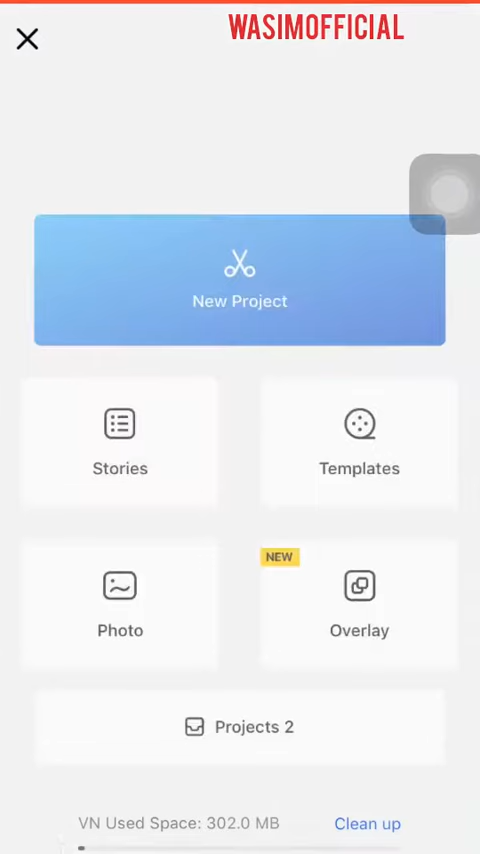 WASIMOFFICIAL
New Project
Stories
Templates
NEW
Photo
Overlay
Projects 2
VN Used Space: 302.0 MB
Clean up